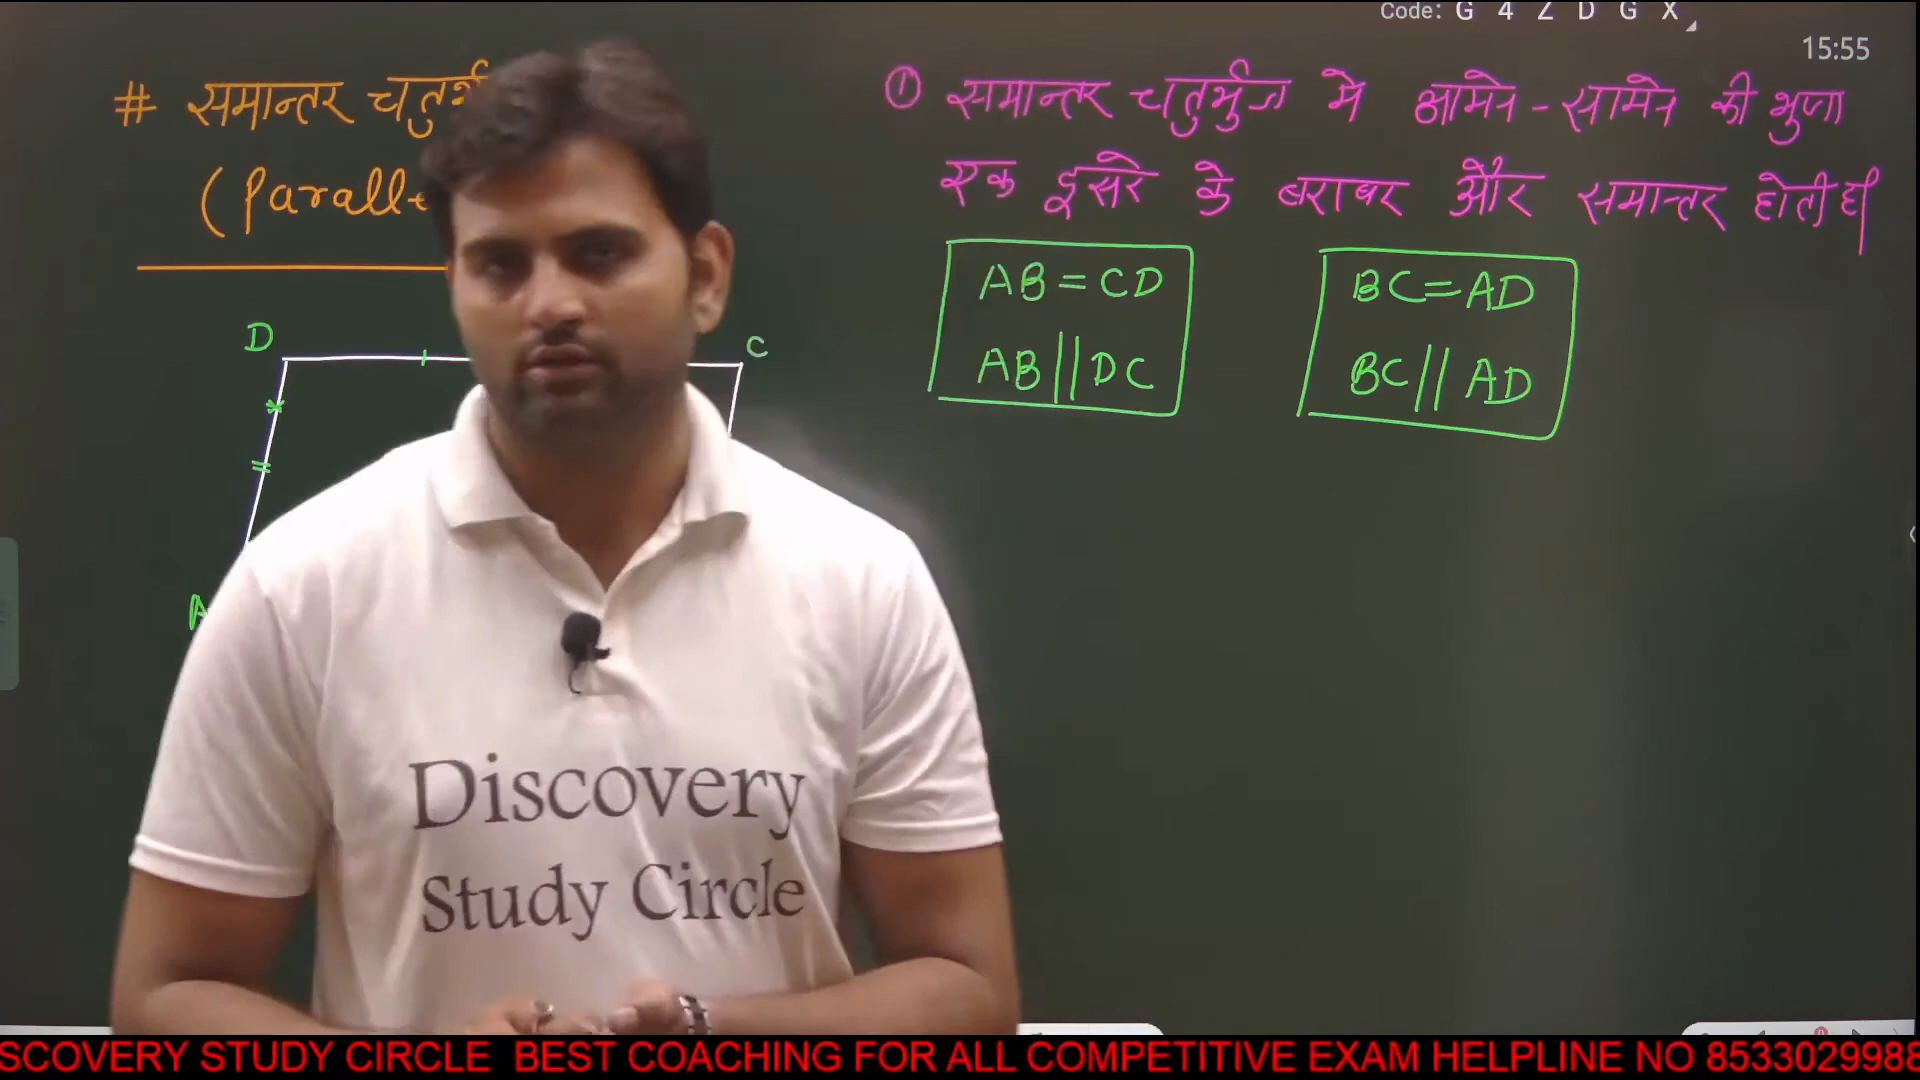 Code: G 4 Z D G X
15:55
# समान्तर
① समान्तर चतुर्भुज मे आमने-सामने की भुजा
एक दूसरे के बराबर और समान्तर होती हैं
AB = CD
AB || DC
BC = AD
BC || AD
D
C
A
Discovery
Study Circle
SCOVERY STUDY CIRCLE BEST COACHING FOR ALL COMPETITIVE EXAM HELPLINE NO 8533029988